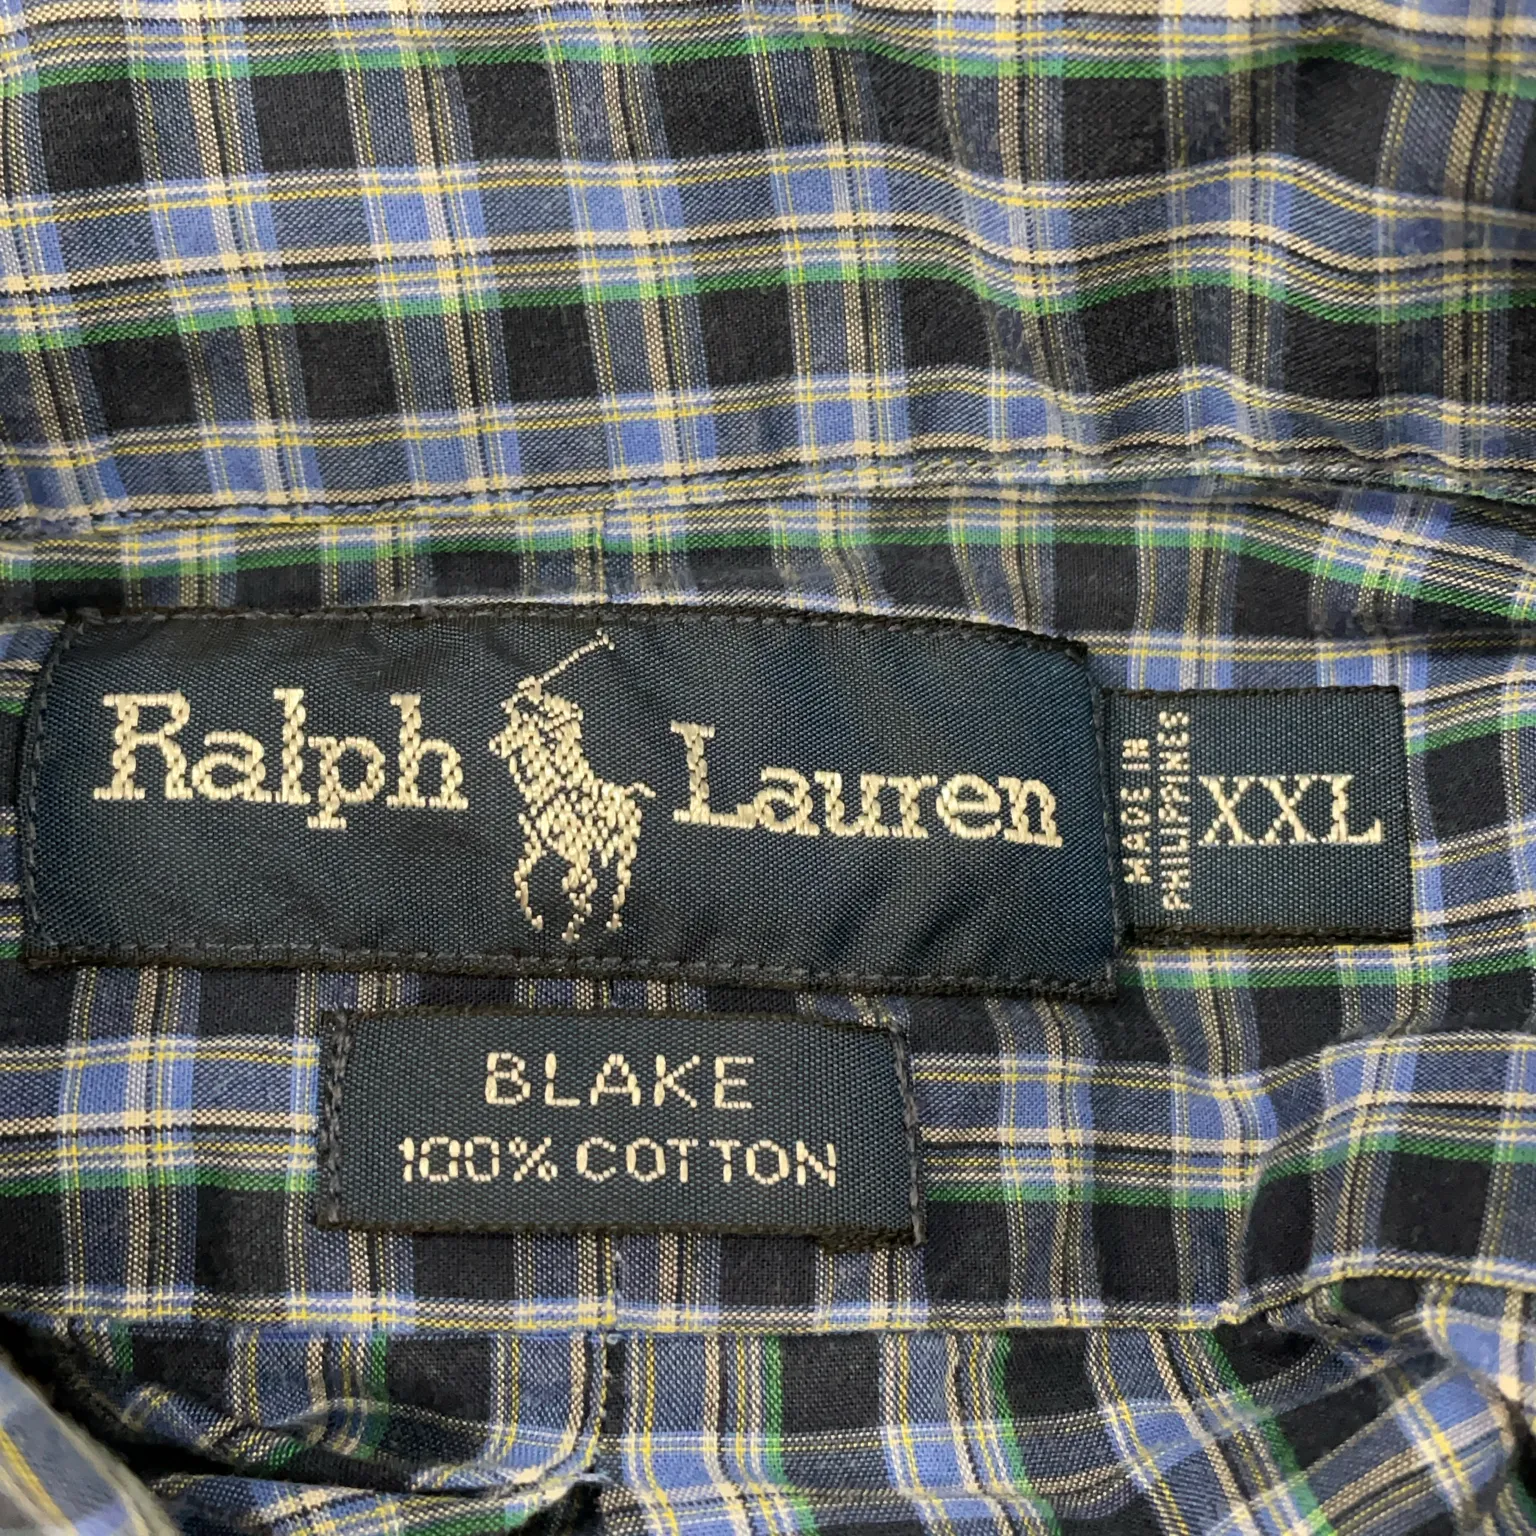 Ralph Lauren
MADE IN
PHILIPPINES
XXL
BLAKE
100% COTTON